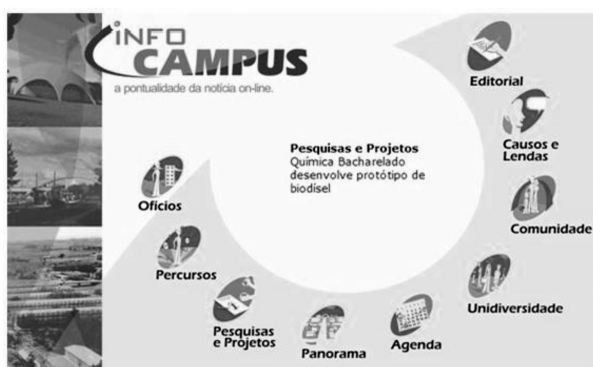 INFO
CAMPUS
a pontualidade da notícia on-line.
Editorial
Causos e
Lendas
Comunidade
Unidiversidade
Agenda
Panorama
Pesquisas
e Projetos
Percursos
Ofícios
Pesquisas e Projetos
Química Bacharelado
desenvolve protótipo de
biodísel